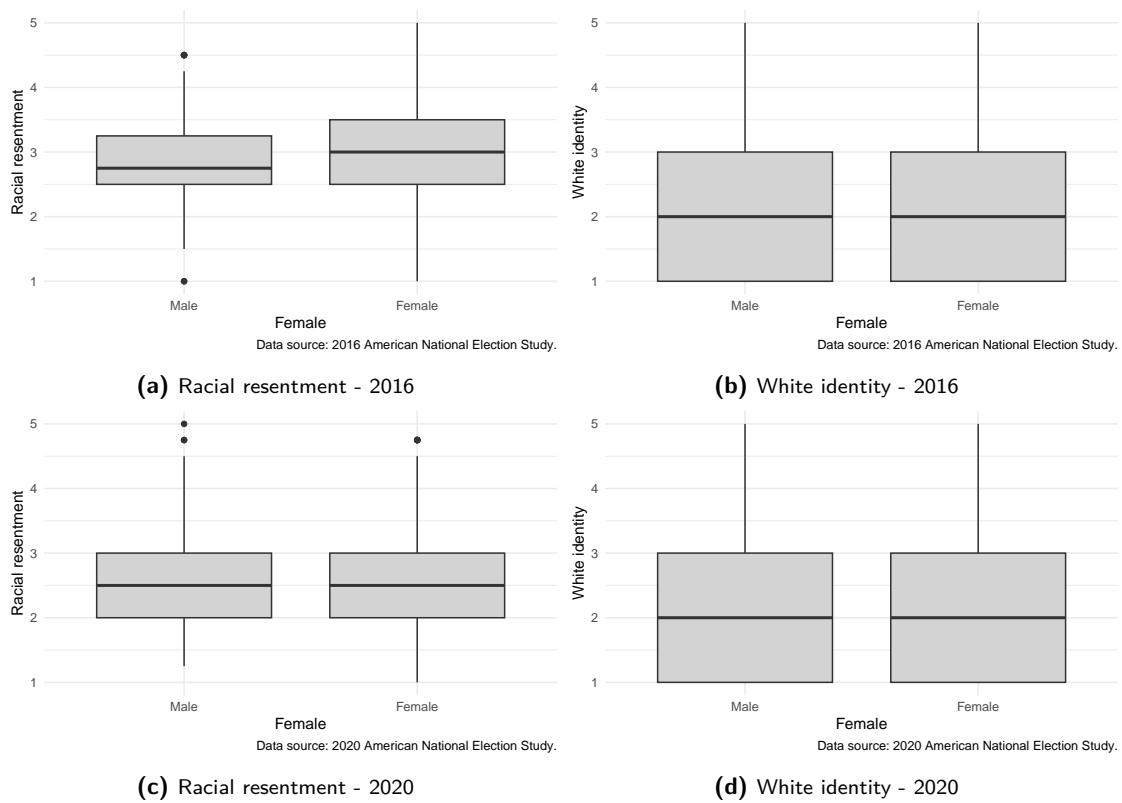 5
4
3
2
1
Racial resentment
Male
Female
Female
Data source: 2016 American National Election Study.
(a) Racial resentment - 2016
5
4
3
2
1
White identity
Male
Female
Female
Data source: 2016 American National Election Study.
(b) White identity - 2016
5
4
3
2
1
Racial resentment
Male
Female
Female
Data source: 2020 American National Election Study.
(c) Racial resentment - 2020
5
4
3
2
1
White identity
Male
Female
Female
Data source: 2020 American National Election Study.
(d) White identity - 2020